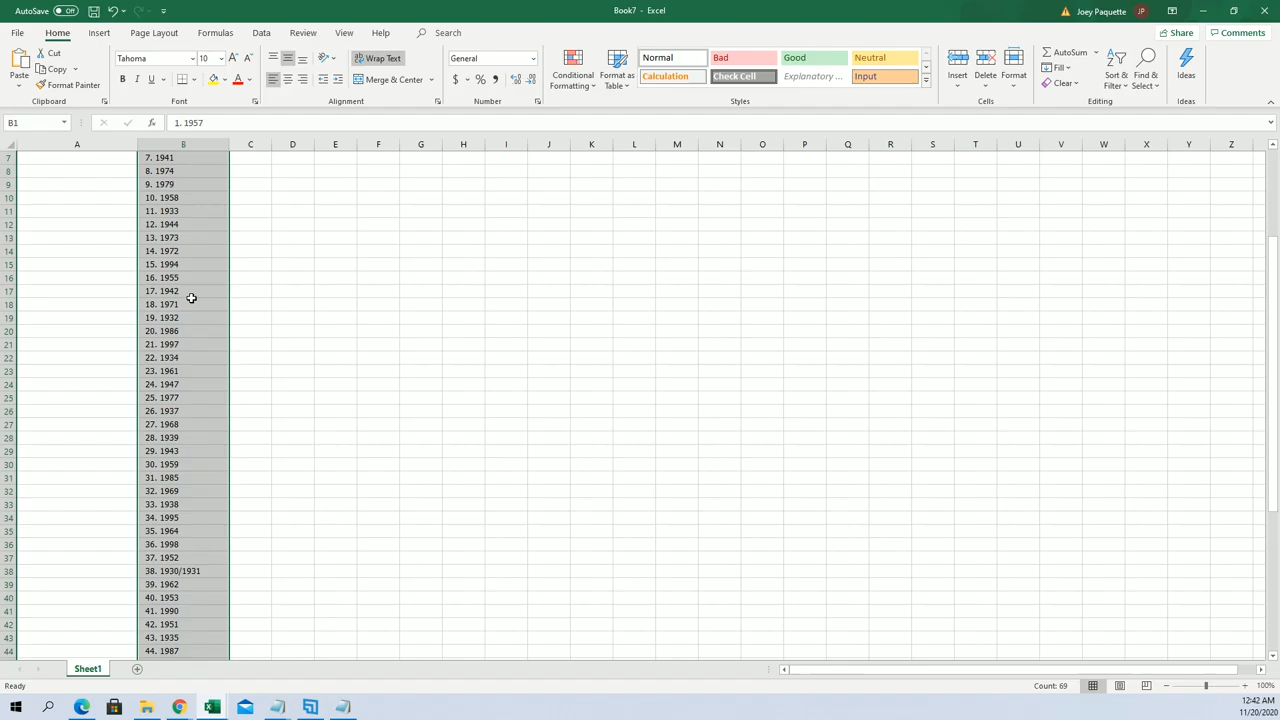 AutoSave Off Book7 - Excel Joey Paquette JP
File Home Insert Page Layout Formulas Data Review View Help Search Share Comments
Paste Cut Copy Format Painter Clipboard
Tahoma 10 A A B I U A Font
Wrap Text Merge & Center Alignment
General $ % , Number
Conditional Formatting Format as Table
Normal Bad Good Neutral
Calculation Check Cell Explanatory ... Input
Styles
Insert Delete Format Cells
AutoSum Fill Clear Sort & Filter Find & Select Editing
Ideas Ideas
B1 fx 1. 1957
A B C D E F G H I J K L M N O P Q R S T U V W X Y Z
7 7. 1941
8 8. 1974
9 9. 1979
10 10. 1958
11 11. 1933
12 12. 1944
13 13. 1973
14 14. 1972
15 15. 1994
16 16. 1955
17 17. 1942
18 18. 1971
19 19. 1932
20 20. 1986
21 21. 1997
22 22. 1934
23 23. 1961
24 24. 1947
25 25. 1977
26 26. 1937
27 27. 1968
28 28. 1939
29 29. 1943
30 30. 1959
31 31. 1985
32 32. 1969
33 33. 1938
34 34. 1995
35 35. 1964
36 36. 1998
37 37. 1952
38 38. 1930/1931
39 39. 1962
40 40. 1953
41 41. 1990
42 42. 1951
43 43. 1935
44 44. 1987
Sheet1
Ready Count: 69 100%
12:42 AM
11/20/2020